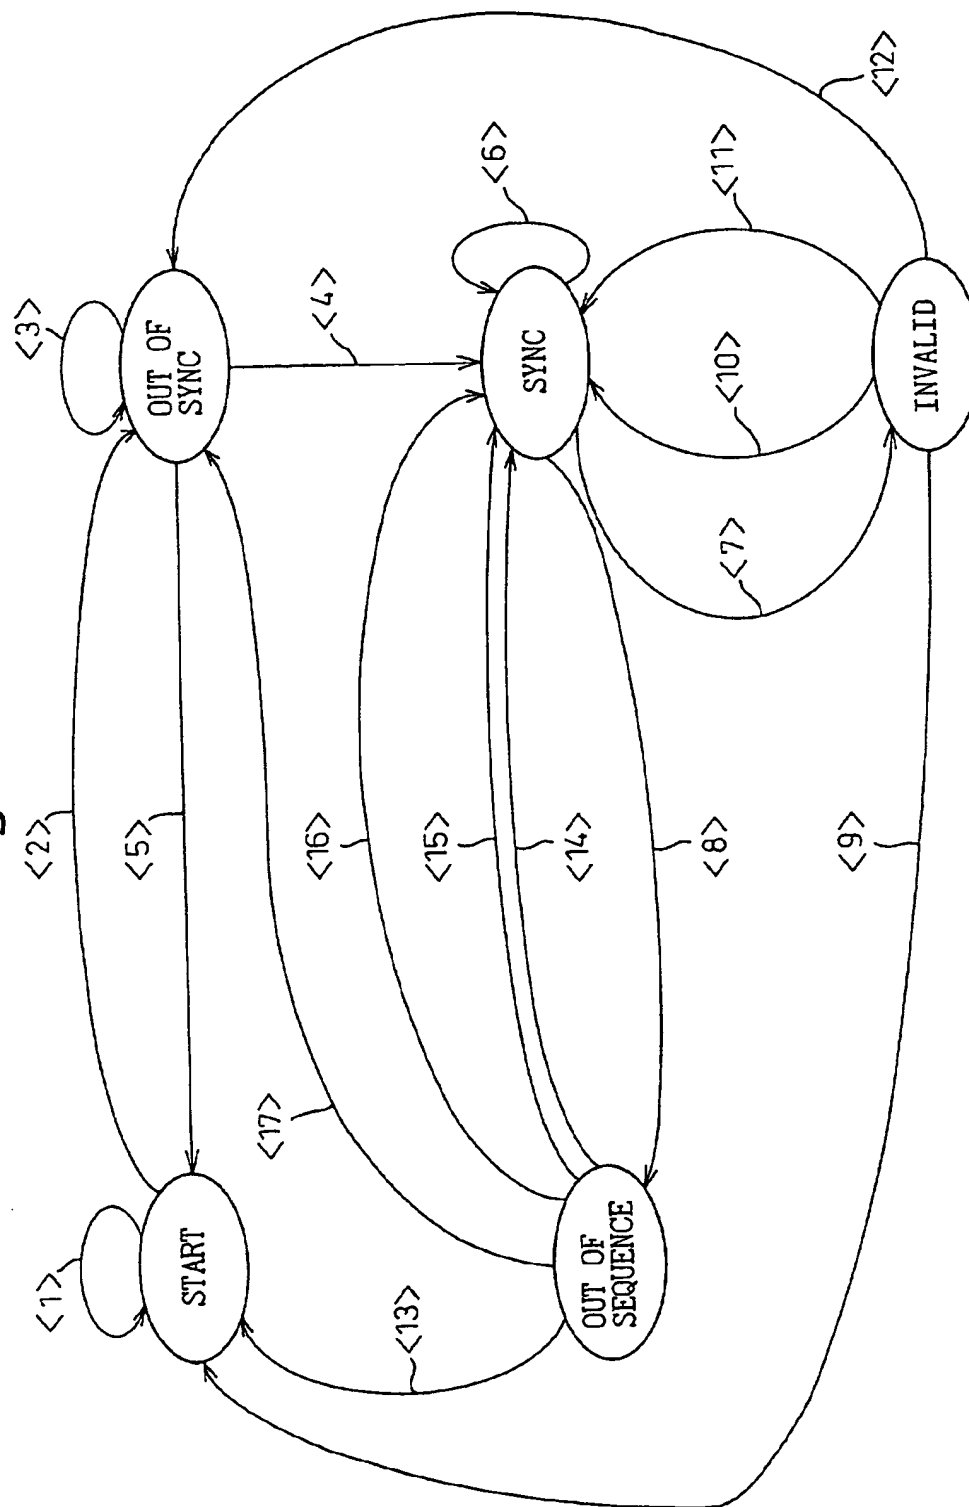 <1>
<2>
<3>
START
<5>
OUT OF
SYNC
<17>
<16>
<4>
<13>
<15>
<6>
<14>
SYNC
OUT OF
SEQUENCE
<8>
<7>
<10>
<11>
<9>
<12>
INVALID